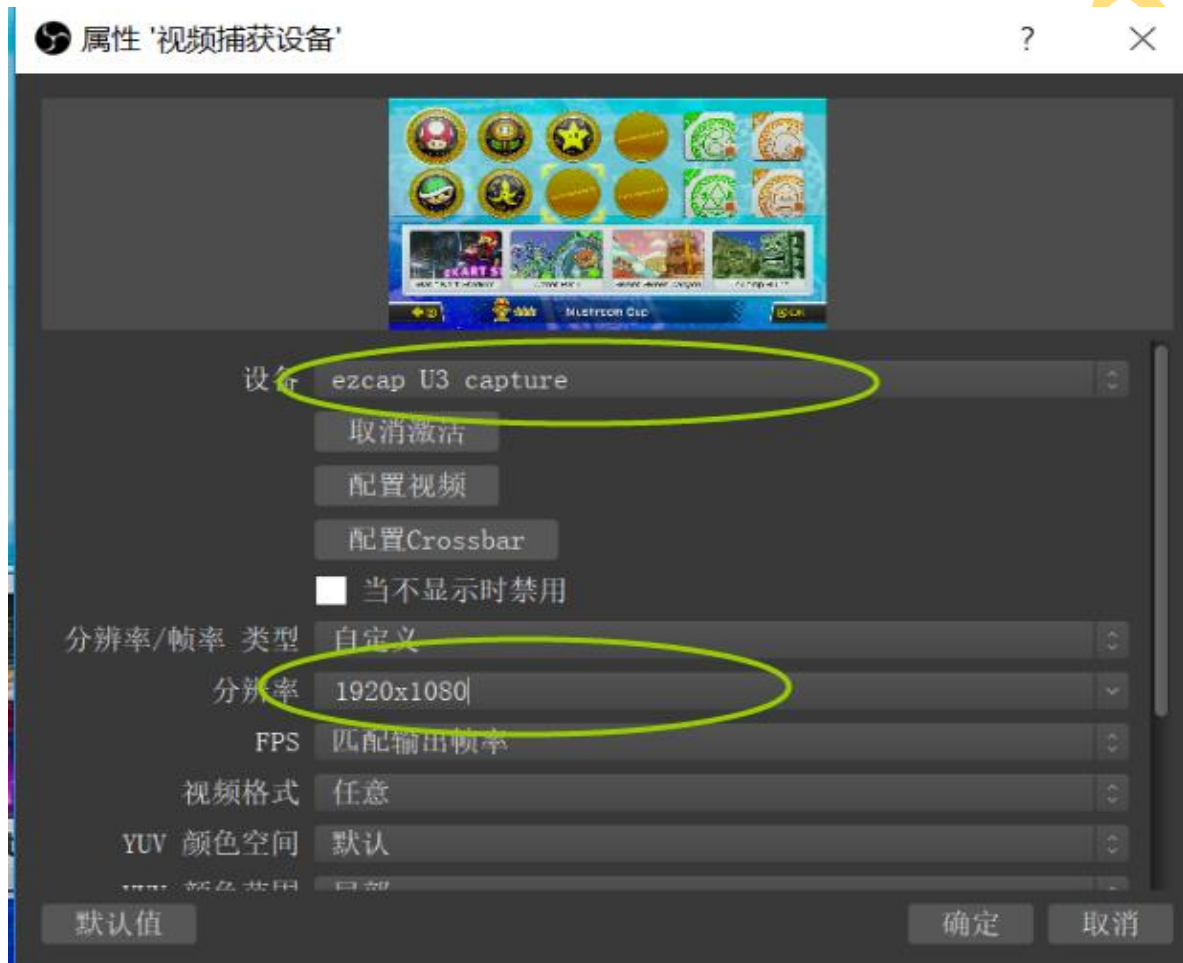 属性 '视频捕获设备'
?
Mushroom Cup
OK
设备 ezcap U3 capture
取消激活
配置视频
配置Crossbar
当不显示时禁用
分辨率/帧率 类型 自定义
分辨率 1920x1080
FPS 匹配输出帧率
视频格式 任意
YUV 颜色空间 默认
默认值 确定 取消